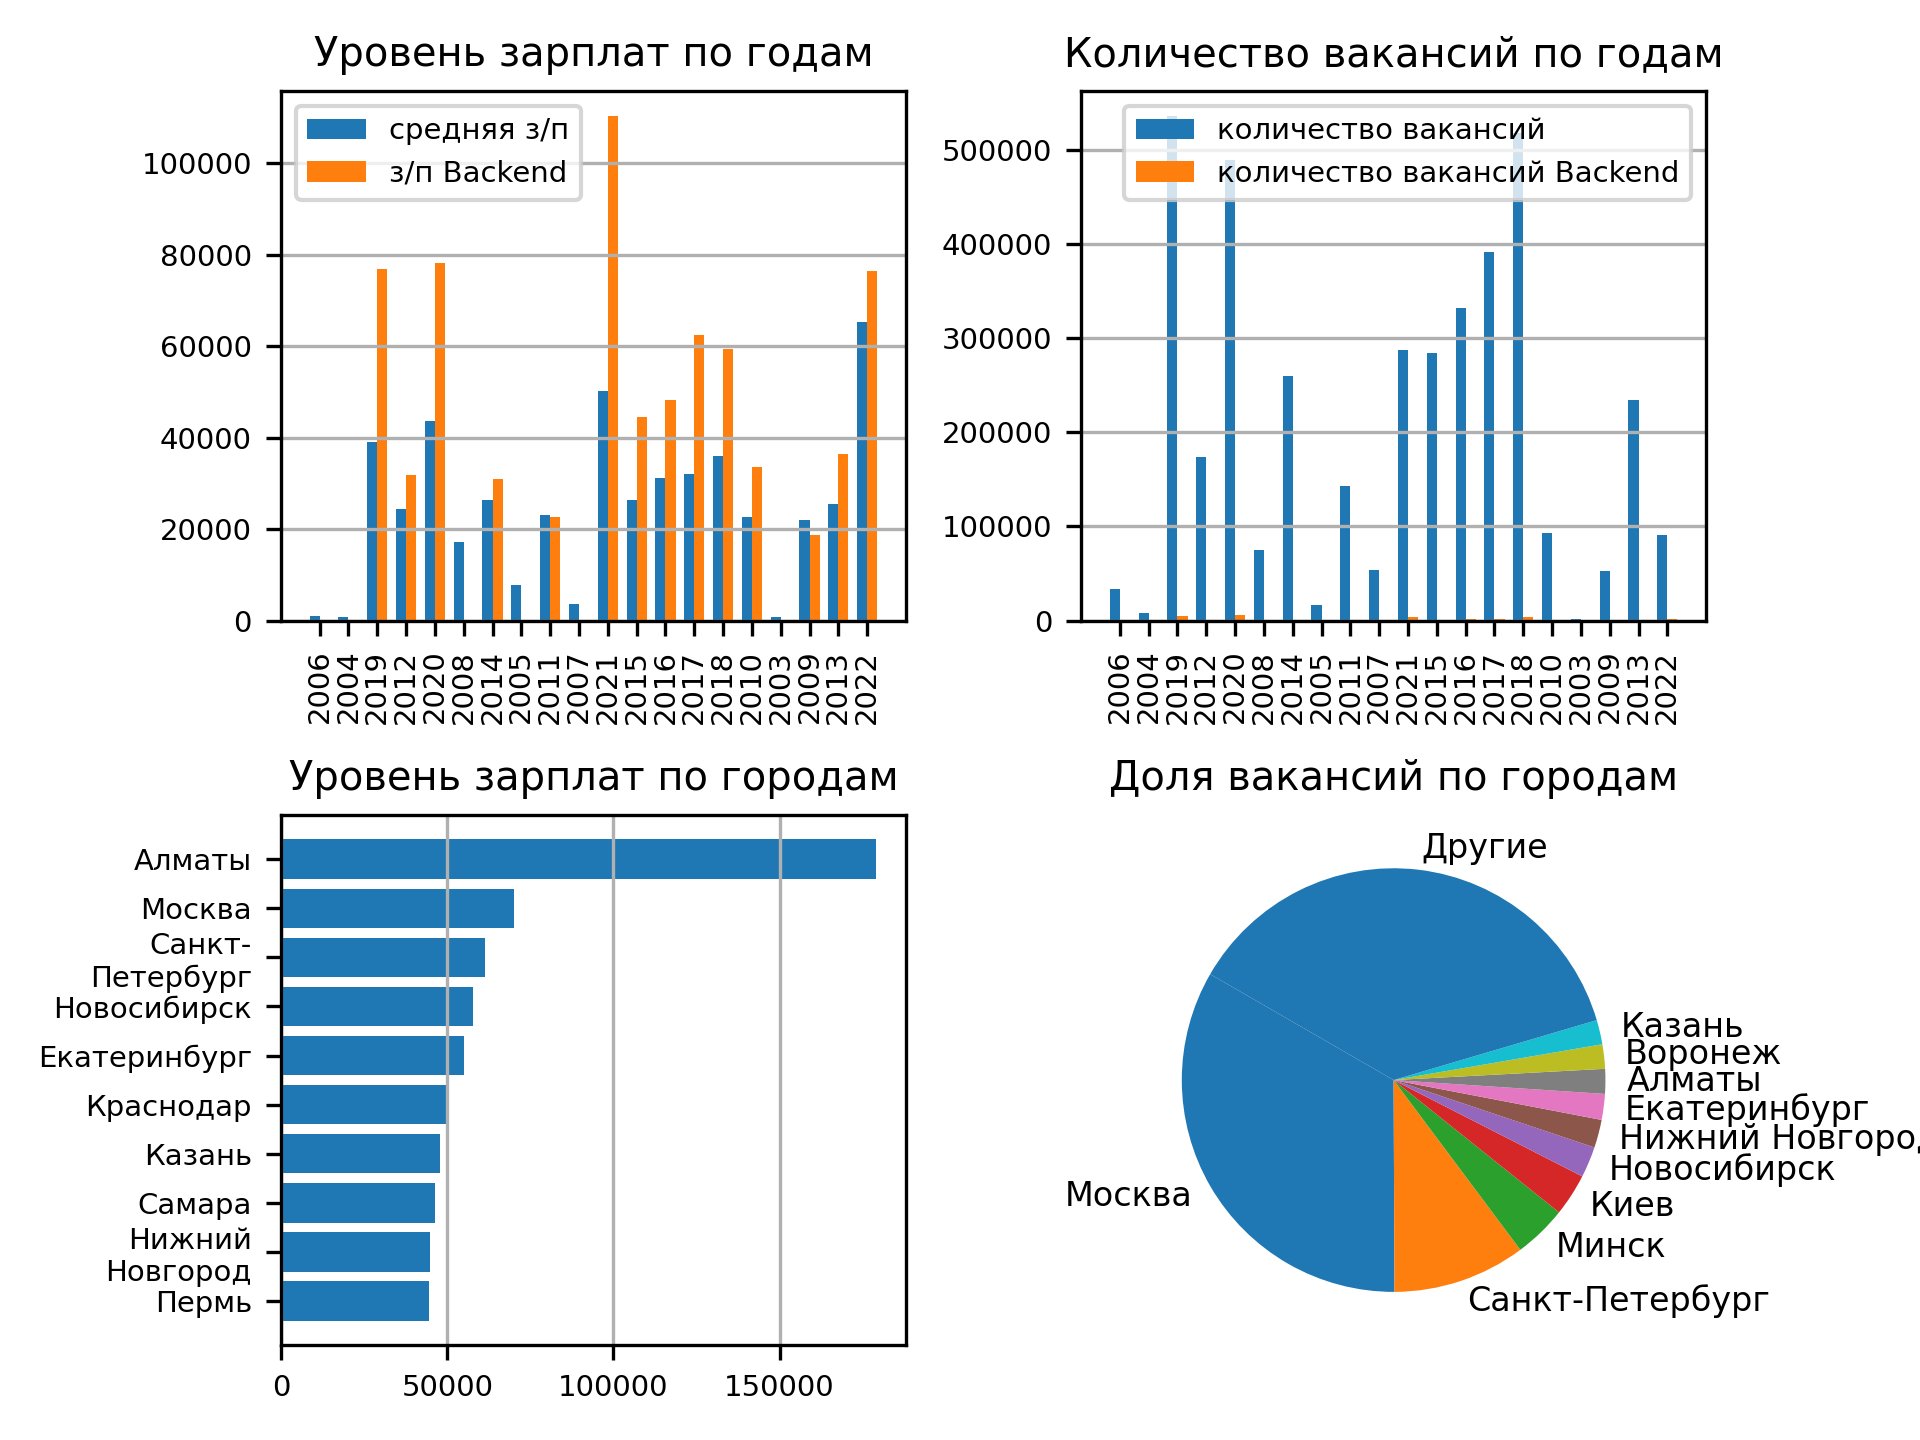 Уровень зарплат по годам
средняя з/п
з/п Backend
100000
80000
60000
40000
20000
0
2006
2004
2019
2012
2020
2008
2014
2005
2011
2007
2021
2015
2016
2017
2018
2010
2003
2009
2013
2022
Количество вакансий по годам
количество вакансий
количество вакансий Backend
500000
400000
300000
200000
100000
0
2006
2004
2019
2012
2020
2008
2014
2005
2011
2007
2021
2015
2016
2017
2018
2010
2003
2009
2013
2022
Уровень зарплат по городам
Алматы
Москва
Санкт-
Петербург
Новосибирск
Екатеринбург
Краснодар
Казань
Самара
Нижний
Новгород
Пермь
0
50000
100000
150000
Доля вакансий по городам
Другие
Казань
Воронеж
Алматы
Екатеринбург
Нижний Новгород
Новосибирск
Киев
Минск
Санкт-Петербург
Москва